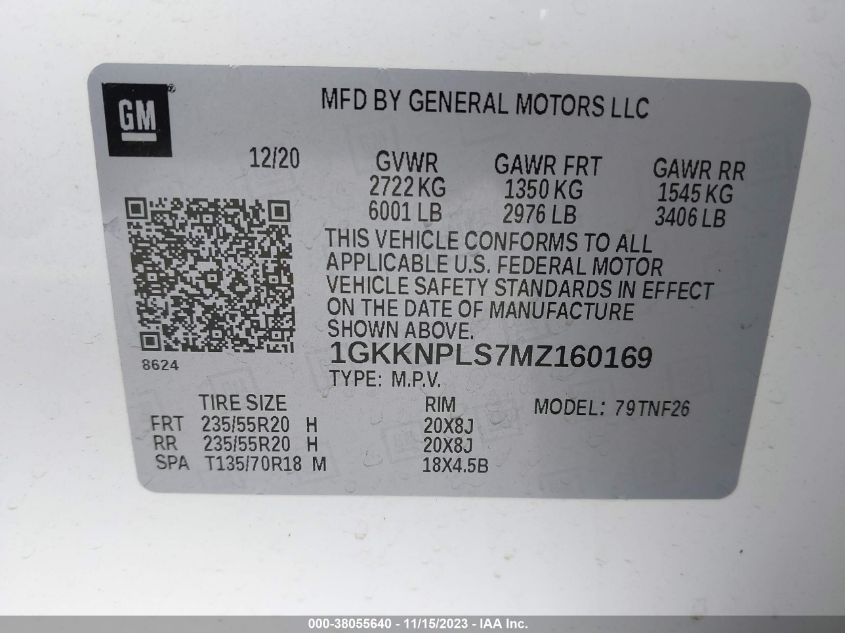 GM
MFD BY GENERAL MOTORS LLC
12/20 GVWR GAWR FRT GAWR RR
2722 KG 1350 KG 1545 KG
6001 LB 2976 LB 3406 LB
THIS VEHICLE CONFORMS TO ALL
APPLICABLE U.S. FEDERAL MOTOR
VEHICLE SAFETY STANDARDS IN EFFECT
ON THE DATE OF MANUFACTURE
SHOWN ABOVE.
1GKKNPLS7MZ160169
8624
TYPE: M.P.V.
TIRE SIZE RIM MODEL: 79TNF26
FRT 235/55R20 H 20X8J
RR 235/55R20 H 20X8J
SPA T135/70R18 M 18X4.5B
000-38055640 - 11/15/2023 - IAA Inc.